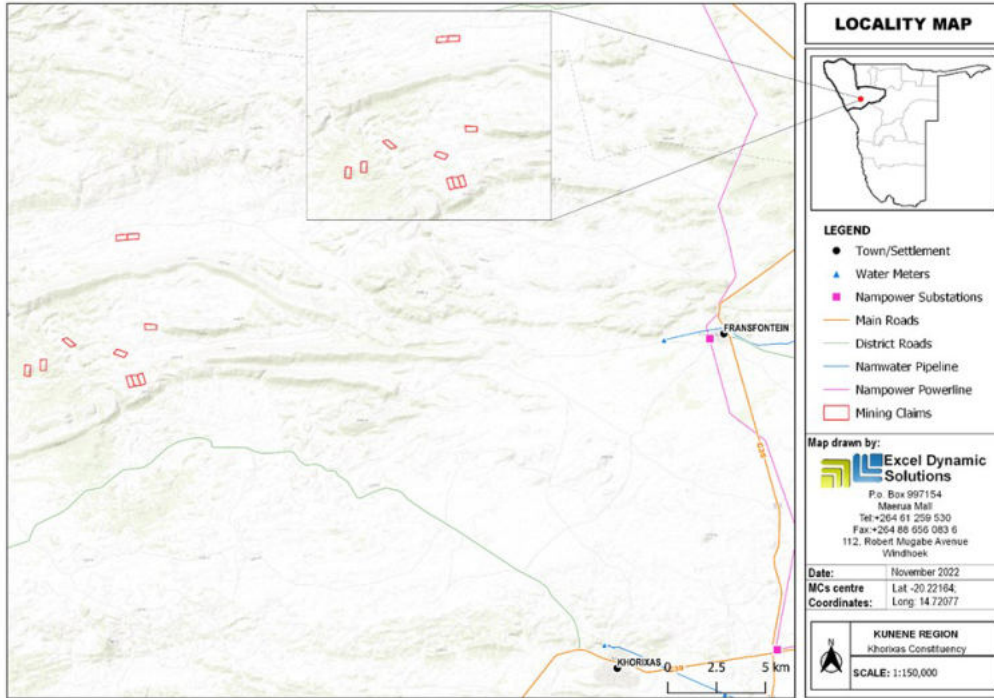 LOCALITY MAP
LEGEND
Town/Settlement
Water Meters
Nampower Substations
Main Roads
District Roads
Namwater Pipeline
Nampower Powerline
Mining Claims
Map drawn by:
Excel Dynamic
Solutions
P.o. Box 997154
Maerua Mall
Tel:+264 61 259 530
Fax:+264 88 656 083 6
112, Robert Mugabe Avenue
Windhoek
Date: November 2022
MCs centre Lat -20.22164;
Coordinates: Long: 14.72077
N
KUNENE REGION
Khorixas Constituency
SCALE: 1:150,000
FRANSFONTEIN
KHORIXAS
0 2.5 5 km